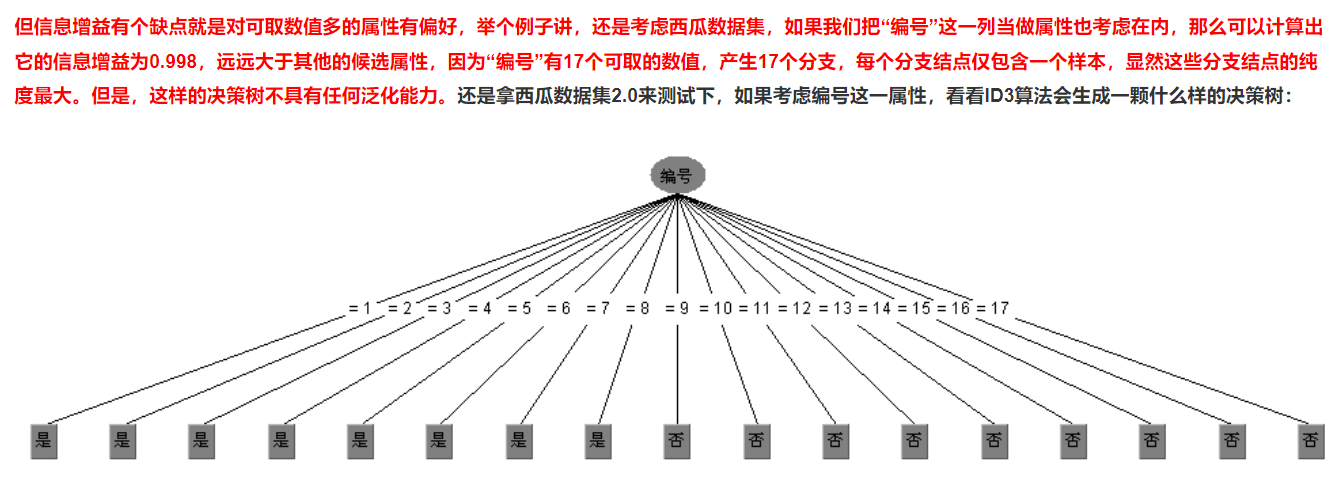 但信息增益有个缺点就是对可取数值多的属性有偏好，举个例子讲，还是考虑西瓜数据集，如果我们把“编号”这一列当做属性也考虑在内，那么可以计算出
它的信息增益为0.998，远远大于其他的候选属性，因为“编号”有17个可取的数值，产生17个分支，每个分支结点仅包含一个样本，显然这些分支结点的纯
度最大。但是，这样的决策树不具有任何泛化能力。还是拿西瓜数据集2.0来测试下，如果考虑编号这一属性，看看ID3算法会生成一颗什么样的决策树：
编号
= 1 = 2 = 3 = 4 = 5 = 6 = 7 = 8 = 9 = 10 = 11 = 12 = 13 = 14 = 15 = 16 = 17
是 是 是 是 是 是 是 是 否 否 否 否 否 否 否 否 否